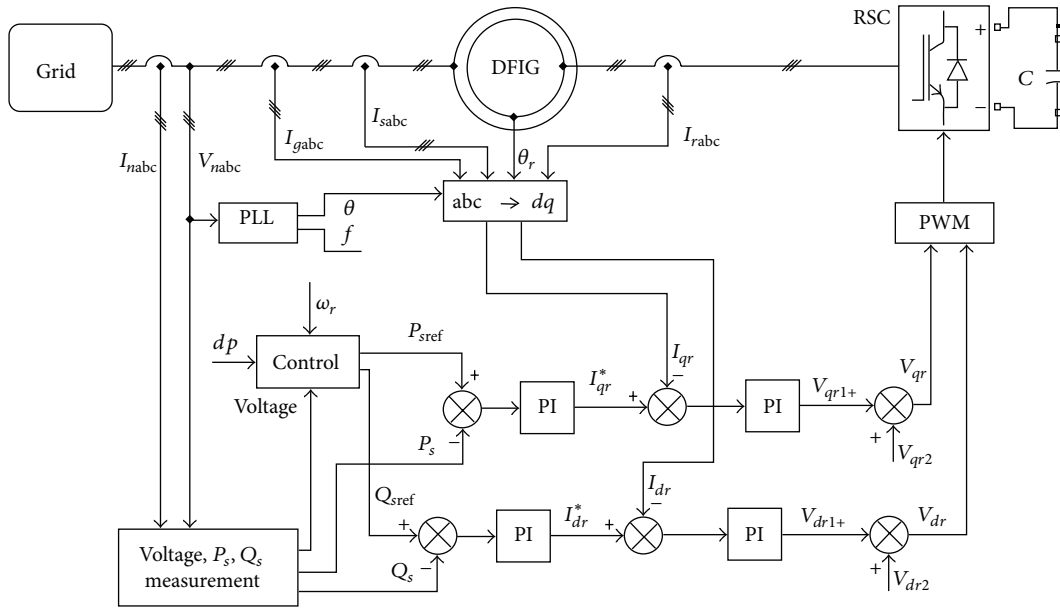 RSC
Grid
DFIG
+
C
−
I_sabc
I_gabc
I_rabc
I_nabc
V_nabc
θ_r
θ
abc → dq
PLL
f
PWM
ω_r
P_sref
dp
Control
I_qr
V_qr
+
I*_qr
−
V_qr1+
Voltage
PI
+
PI
−
P_s
+
V_qr2
I_dr
Q_sref
−
I*_dr
V_dr1+
V_dr
+
PI
+
PI
Voltage, P_s, Q_s
measurement
−
Q_s
+
V_dr2